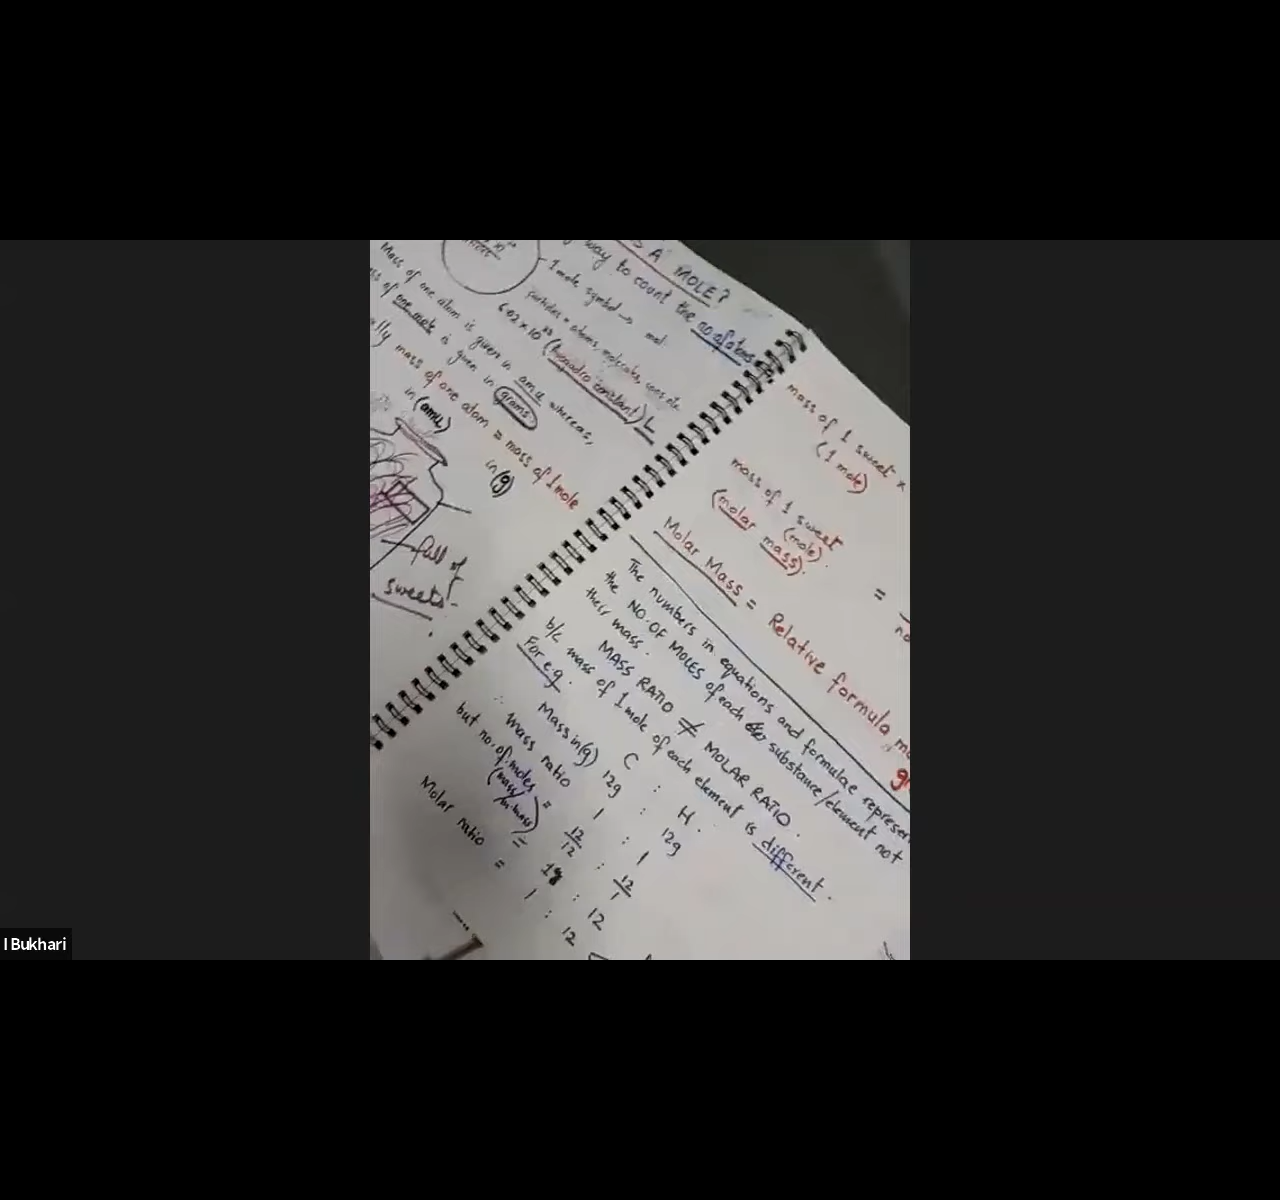 S A MOLE?
way to count the no of atoms
1 mole symbol → mol
particles = atoms, molecules, ions etc
6.02 × 10²³ (Avogadro constant) L
Mass of one atom is given in amu whereas,
of one mole is given in grams
mass of one atom = mass of 1 mole
in (amu)
in (g)
full of
sweets
mass of 1 sweet ×
(1 mole)
mass of 1 sweet
(mole)
(molar mass).
=
no
Molar Mass = Relative formula
The numbers in equations and formulae represen
the NO. OF MOLES of each substance/element not
their mass.
MASS RATIO ≠ MOLAR RATIO.
b/c mass of 1 mole of each element is different.
For e.g.
C : H.
Mass in (g) 12g : 12g
∴ mass ratio 1 : 1
but no. of moles = 12/12 : 12/1
(mass/m.mass) = 1 : 12
Molar ratio = 1 : 12
I Bukhari